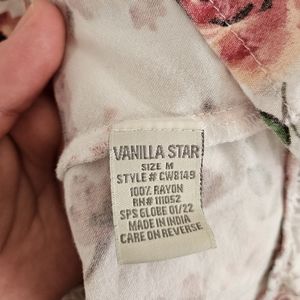 VANILLA STAR
SIZE M
STYLE # CW8149
100% RAYON
RN# 111052
SPS GLOBE 01/22
MADE IN INDIA
CARE ON REVERSE